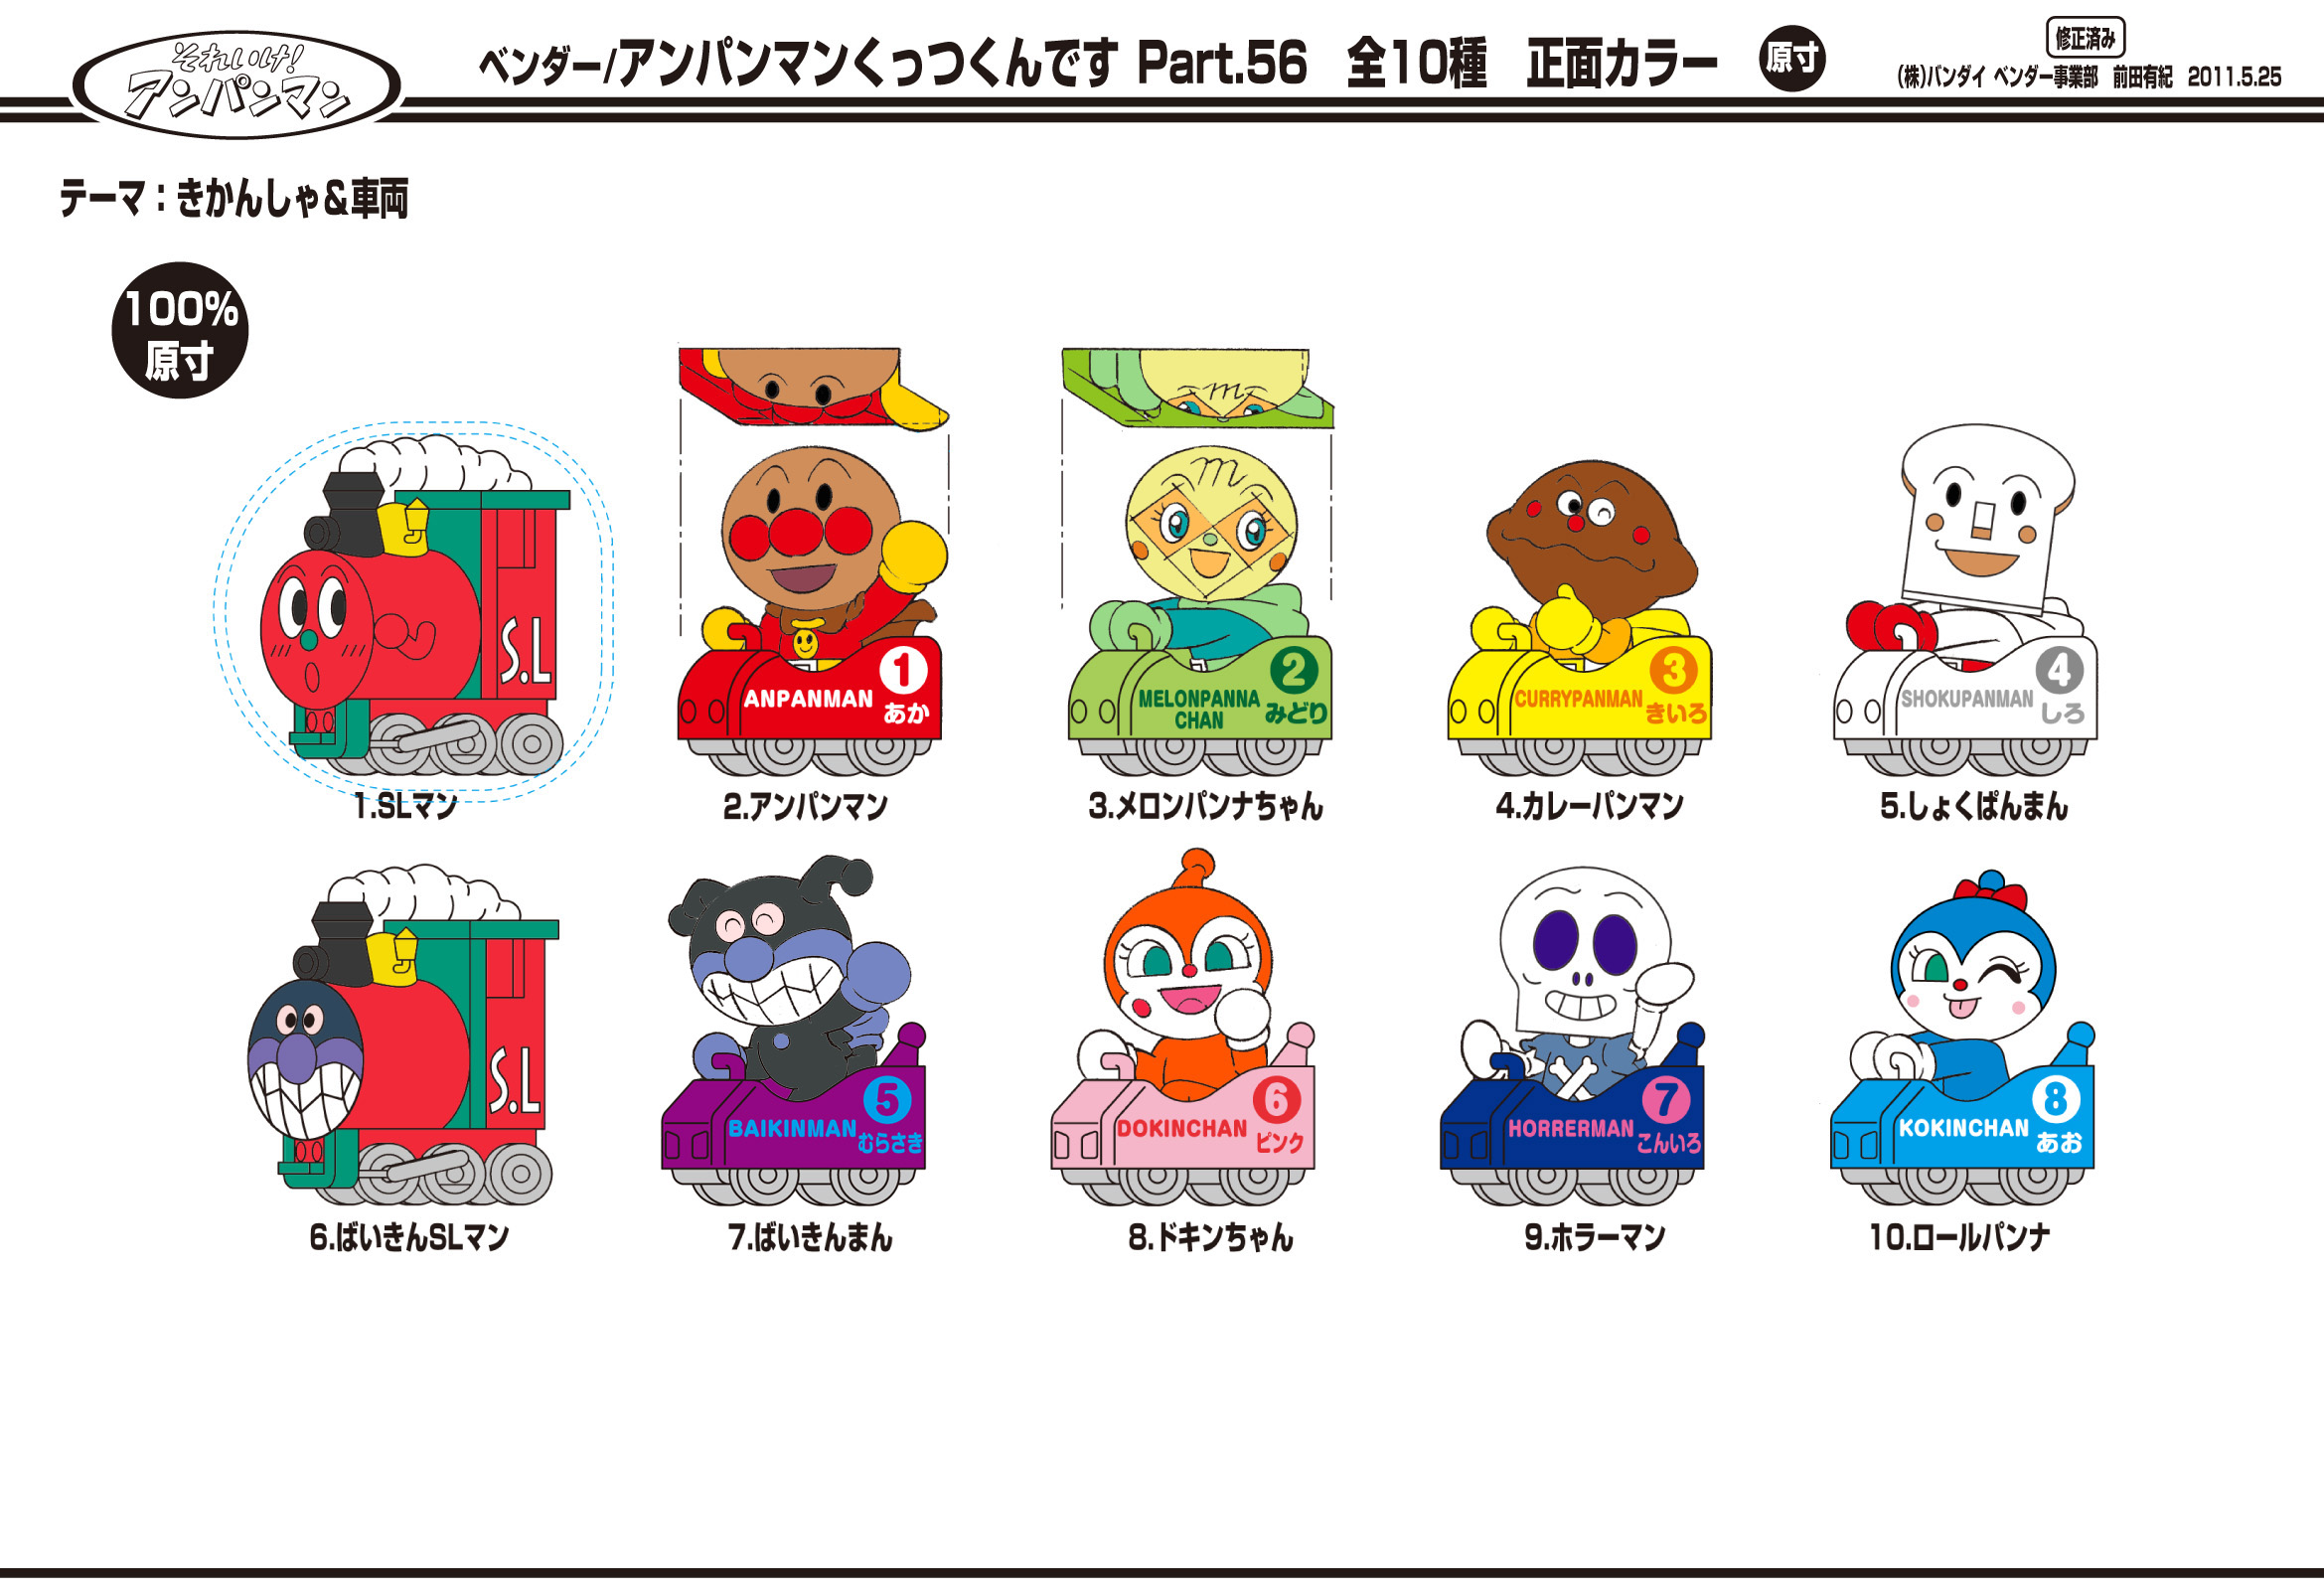 それいけ!
アンパンマン
ベンダー/アンパンマンくっつくんです Part.56 全10種 正面カラー 原寸
修正済み
(株)バンダイ ベンダー事業部 前田有紀 2011.5.25
テーマ：きかんしゃ＆車両
100%
原寸
S.L
1
ANPANMAN
あか
2
MELONPANNA
CHAN
みどり
3
CURRYPANMAN
きいろ
4
SHOKUPANMAN
しろ
1.SLマン
2.アンパンマン
3.メロンパンナちゃん
4.カレーパンマン
5.しょくぱんまん
S.L
5
BAIKINMAN
むらさき
6
DOKINCHAN
ピンク
7
HORRERMAN
こんいろ
8
KOKINCHAN
あお
6.ばいきんSLマン
7.ばいきんまん
8.ドキンちゃん
9.ホラーマン
10.ロールパンナ